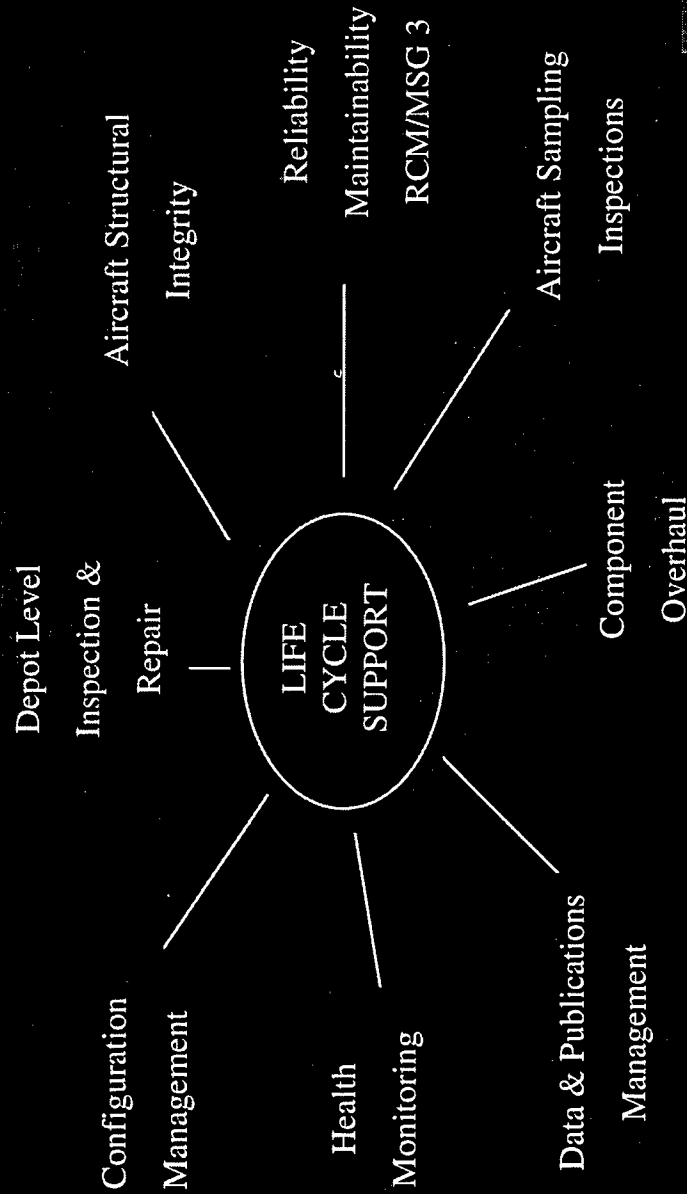 Depot Level
Inspection &
Repair
Aircraft Structural
Integrity
Reliability
Maintainability
RCM/MSG 3
Aircraft Sampling
Inspections
Component
Overhaul
Data & Publications
Management
Health
Monitoring
Configuration
Management
LIFE
CYCLE
SUPPORT